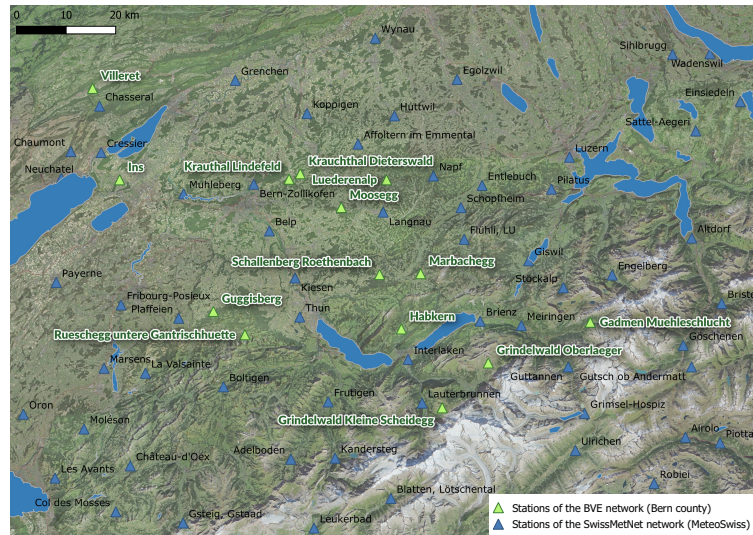 0 10 20 km
Wynau
Sihlbrugg
Wadenswil
Villeret
Grenchen
Egolzwil
Einsiedeln
Chasseral
Koppigen
Huttwil
Sattel-Aegeri
Affoltern im Emmental
Chaumont
Cressier
Luzern
Neuchatel
Ins
Krauthal Lindefeld
Krauchthal Dieterswald
Napf
Luederenalp
Entlebuch
Pilatus
Muhleberg
Bern-Zollikofen
Moosegg
Schopfheim
Langnau
Belp
Altdorf
Fluhli, LU
Giswil
Schallenberg Roethenbach
Marbachegg
Engelberg
Payerne
Kiesen
Stöckalp
Fribourg-Posieux
Guggisberg
Briste
Plaffeien
Thun
Habkern
Brienz
Meiringen
Gadmen Muehleschlucht
Rueschegg untere Gantrischhuette
Göschenen
Interlaken
Grindelwald Oberlaeger
Marsens
La Valsainte
Guttannen
Gutsch ob Andermatt
Boltigen
Frutigen
Lauterbrunnen
Oron
Moléson
Grindelwald Kleine Scheidegg
Grimsel-Hospiz
Airolo
Piotta
Adelboden
Kandersteg
Ulrichen
Les Avants
Château-d'Oex
Robiei
Blatten, Lötschental
Col des Mosses
Gsteig, Gstaad
Leukerbad
Stations of the BVE network (Bern county)
Stations of the SwissMetNet network (MeteoSwiss)